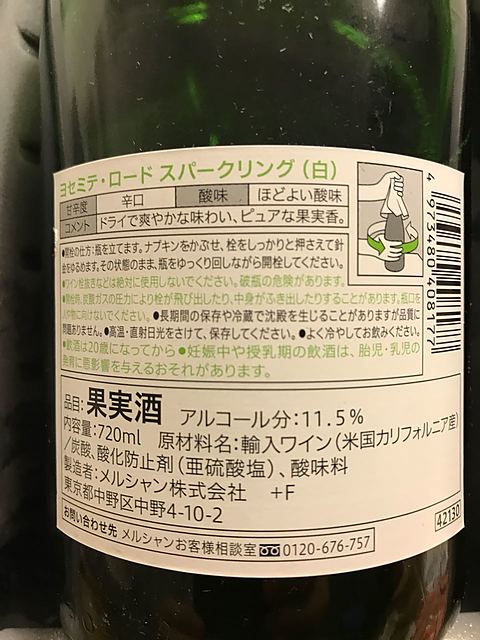 ヨセミテ・ロード スパークリング（白）
甘辛度 辛口 酸味 ほどよい酸味
コメント ドライで爽やかな味わい、ピュアな果実香。
●開栓の仕方:瓶を立てます。ナプキンをかぶせ、栓をしっかりと押さえて針
金をゆるめます。その状態のまま、瓶をゆっくり回しながら開栓してください。
●ワイン栓抜きなどは絶対に使用しないでください。破瓶の危険があります。
●開栓時、炭酸ガスの圧力により栓が飛び出したり、中身がふき出したりすることがあります。瓶口を
人や物に向けないでください。●長期間の保存や冷蔵で沈殿を生じることがありますが品質に
問題ありません。●高温・直射日光をさけて、保存してください。●よく冷やしてお飲みください。
●飲酒は20歳になってから ●妊娠中や授乳期の飲酒は、胎児・乳児の
発育に悪影響を与えるおそれがあります。
4 973480 408177
品目:果実酒 アルコール分:11.5%
内容量:720ml 原材料名:輸入ワイン（米国カリフォルニア産）
/炭酸、酸化防止剤（亜硫酸塩）、酸味料
製造者:メルシャン株式会社 +F
東京都中野区中野4-10-2
42130
お問い合わせ先 メルシャンお客様相談室 0120-676-757